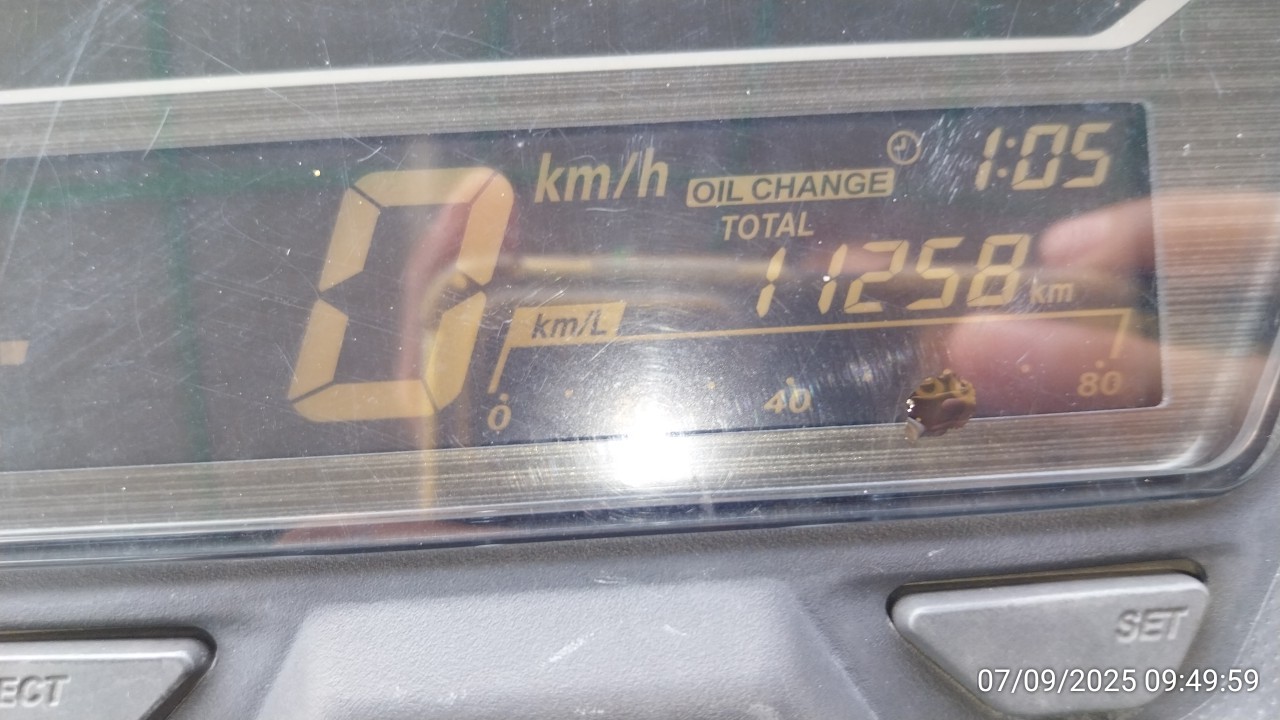 0 km/h
OIL CHANGE
1:05
TOTAL
11258 km
km/L
0 40 80
ECT
SET
07/09/2025 09:49:59